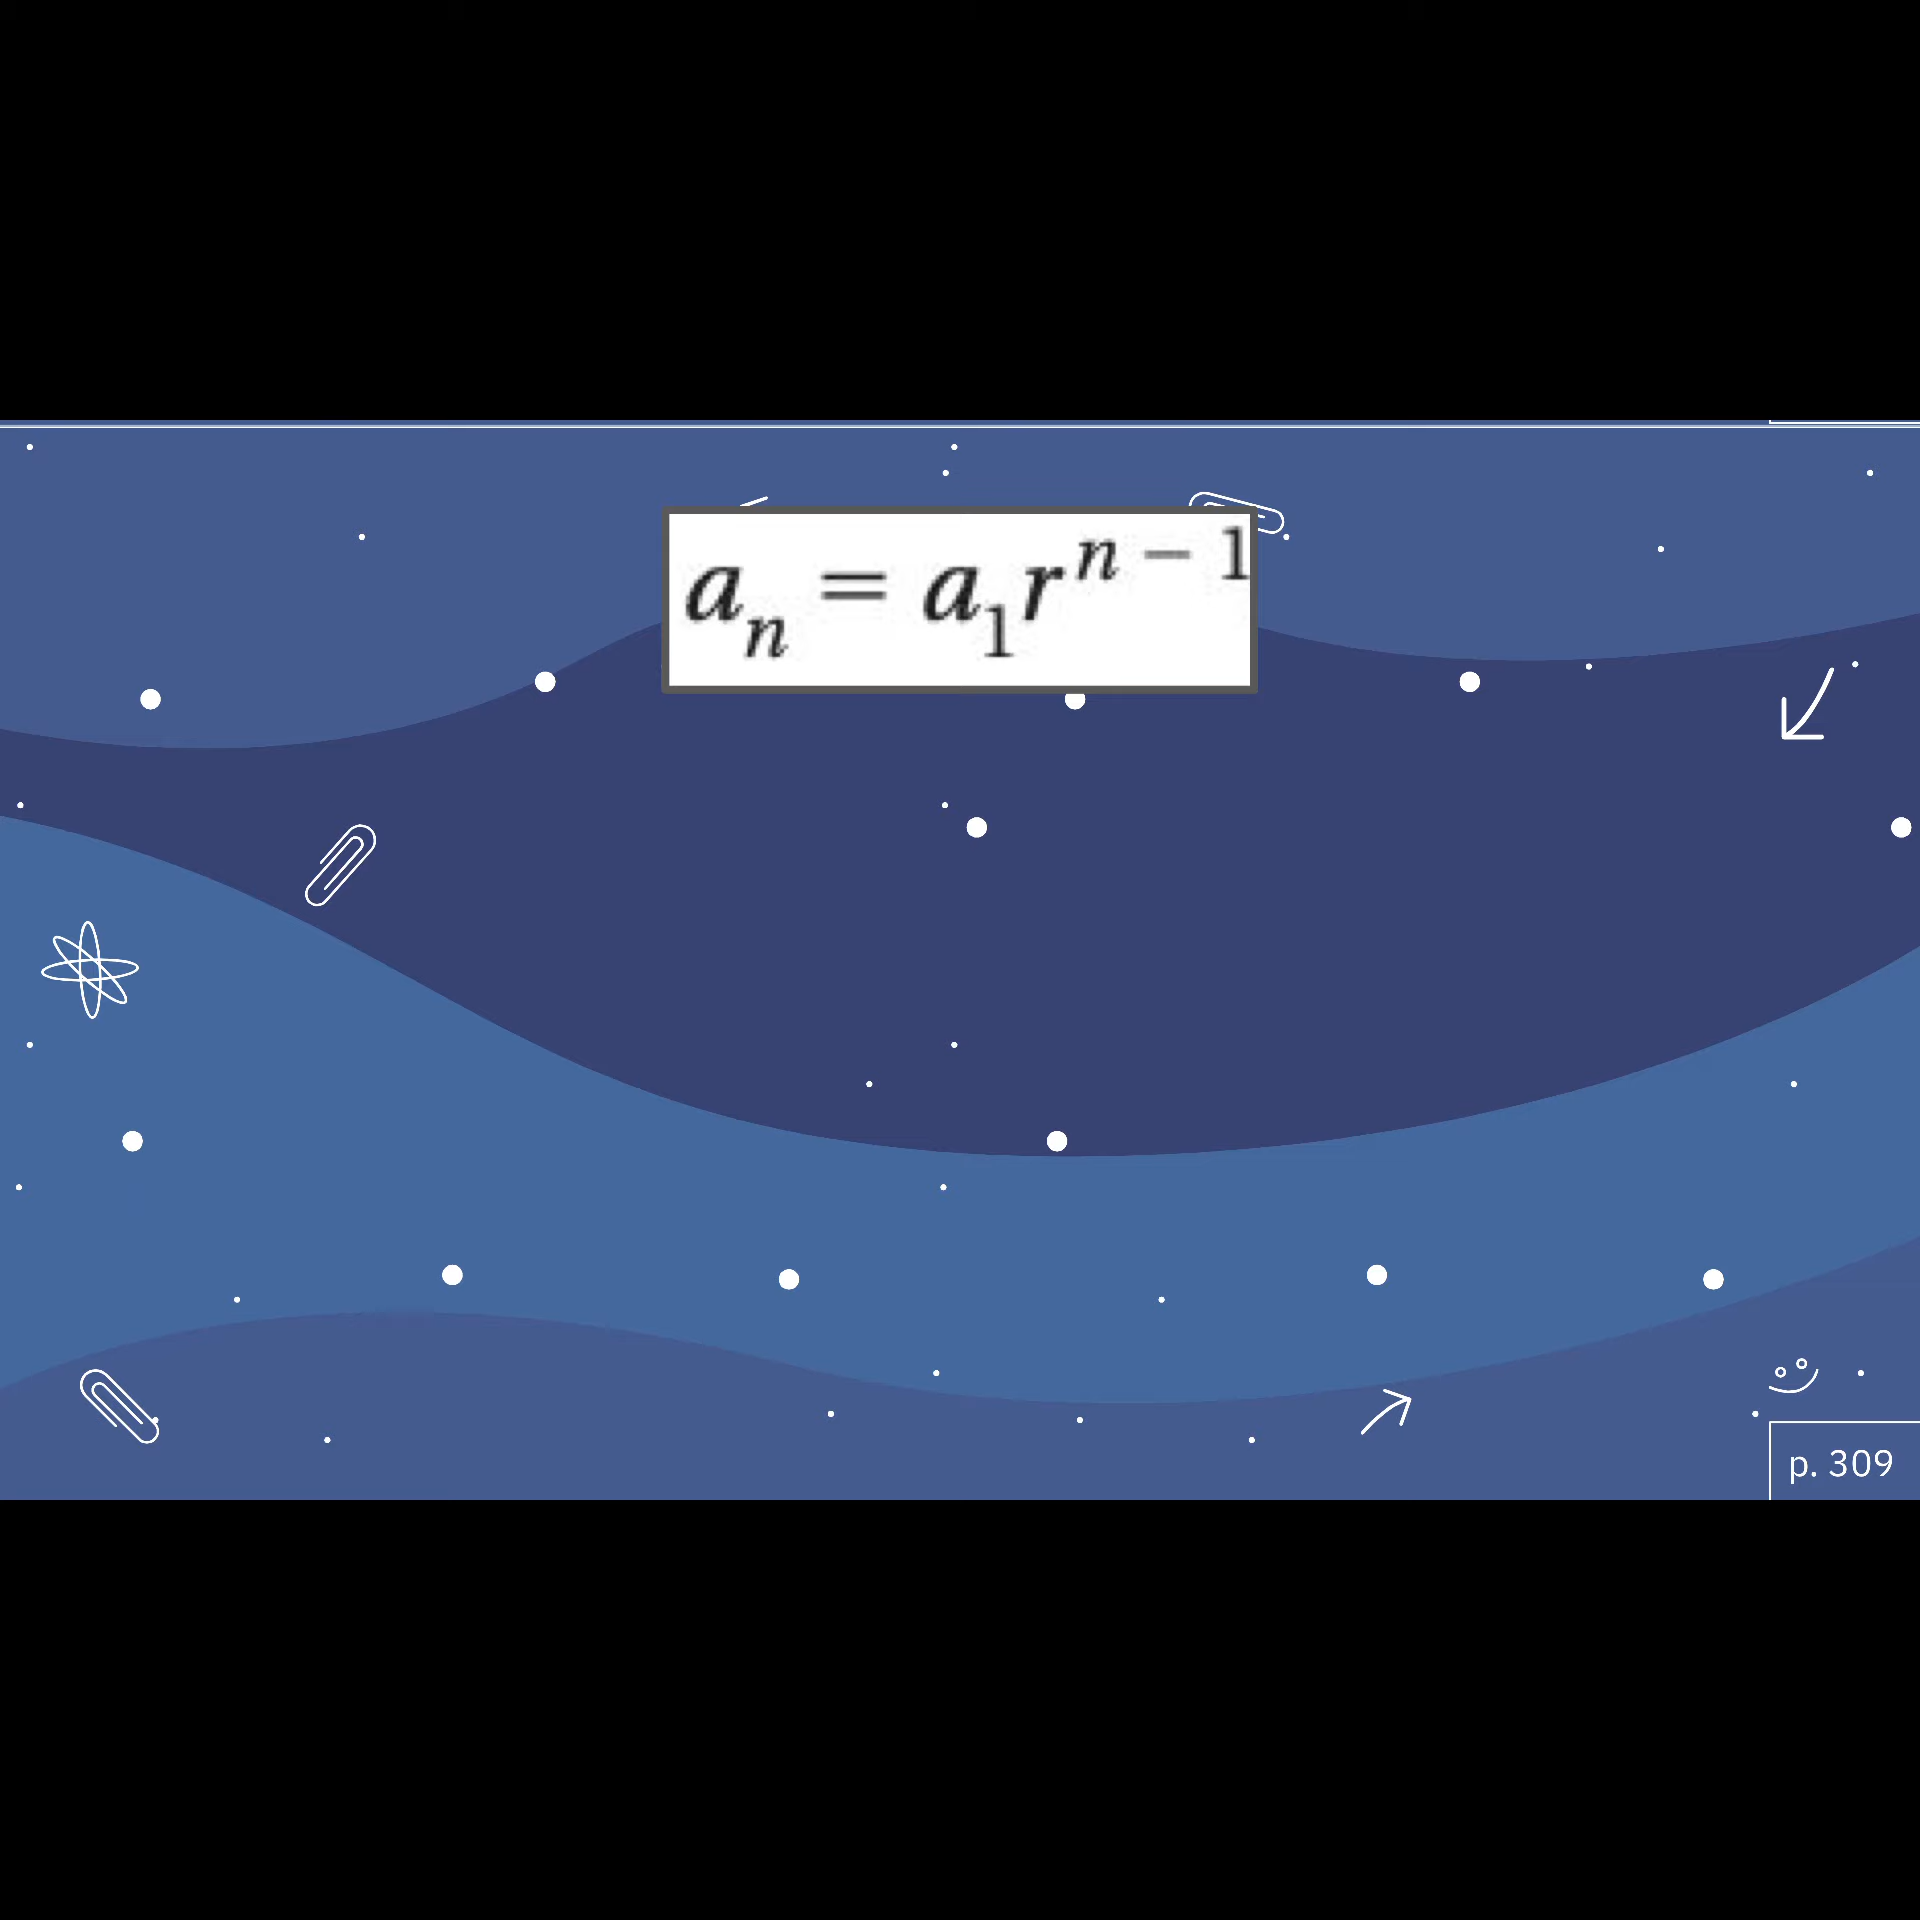 aₙ = a₁rⁿ ⁻ ¹
p. 309